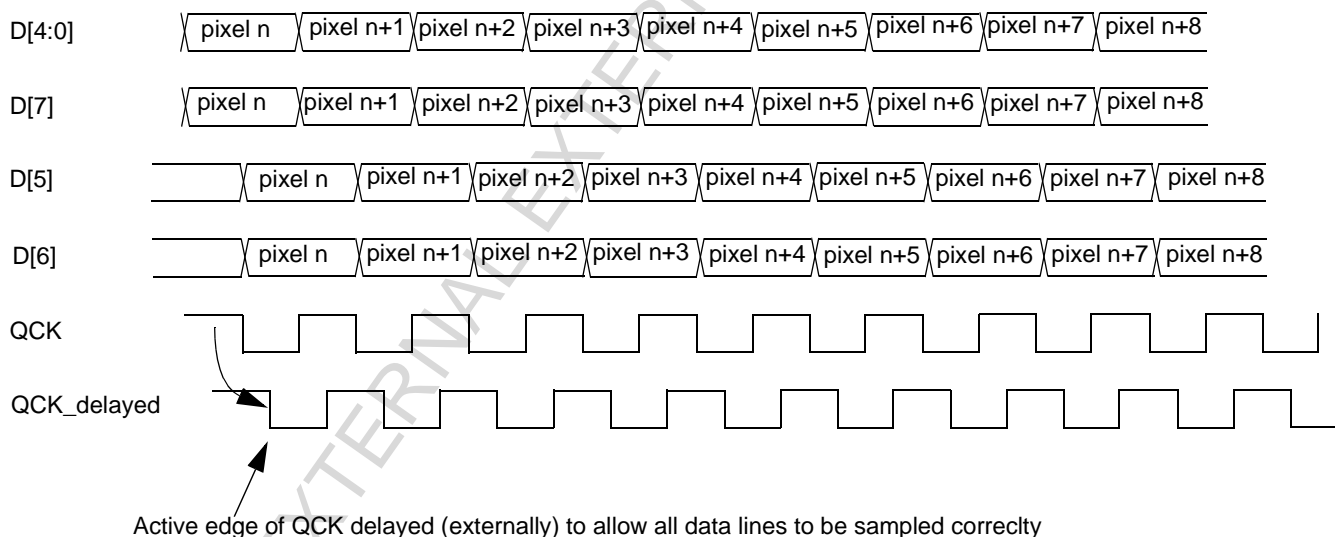 D[4:0] pixel n pixel n+1 pixel n+2 pixel n+3 pixel n+4 pixel n+5 pixel n+6 pixel n+7 pixel n+8
D[7] pixel n pixel n+1 pixel n+2 pixel n+3 pixel n+4 pixel n+5 pixel n+6 pixel n+7 pixel n+8
D[5] pixel n pixel n+1 pixel n+2 pixel n+3 pixel n+4 pixel n+5 pixel n+6 pixel n+7 pixel n+8
D[6] pixel n pixel n+1 pixel n+2 pixel n+3 pixel n+4 pixel n+5 pixel n+6 pixel n+7 pixel n+8
QCK
QCK_delayed
Active edge of QCK delayed (externally) to allow all data lines to be sampled correclty